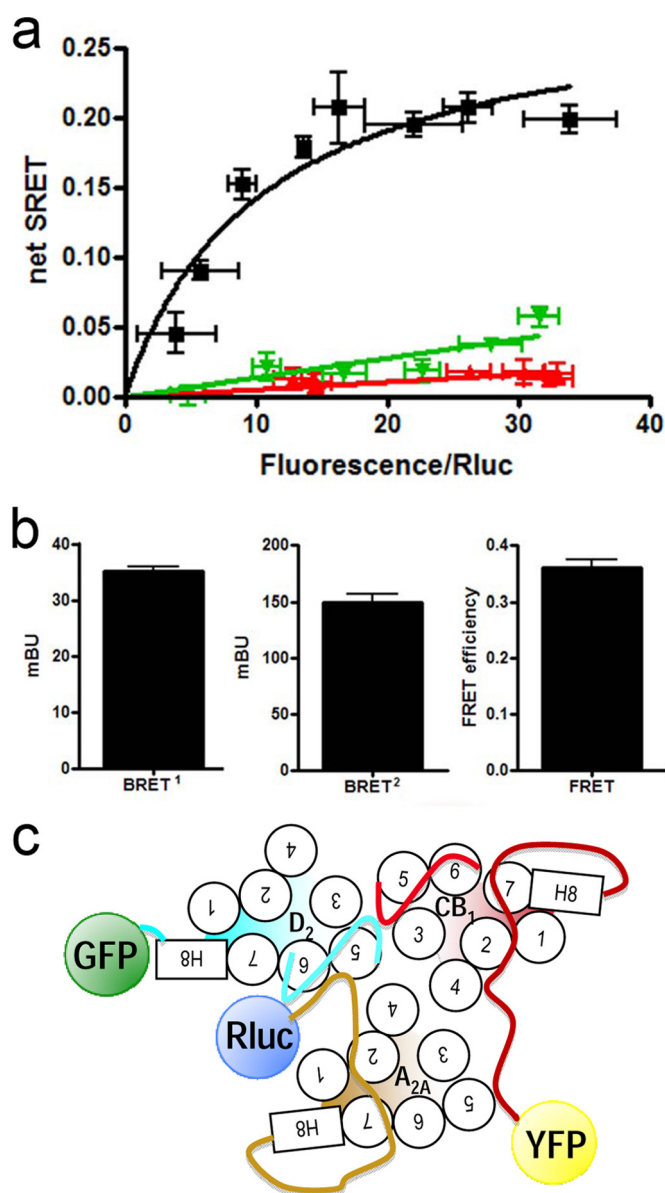 a
net SRET
0.25
0.20
0.15
0.10
0.05
0.00
0
10
20
30
40
Fluorescence/Rluc
b
mBU
40
30
20
10
0
BRET¹
mBU
200
150
100
50
0
BRET²
FRET efficiency
0.4
0.3
0.2
0.1
0.0
FRET
c
4
1
2
3
D₂
5
6
7
H8
GFP
5
6
7
H8
CB₁
3
2
1
4
Rluc
4
1
2
3
A₂A
5
6
7
H8
YFP